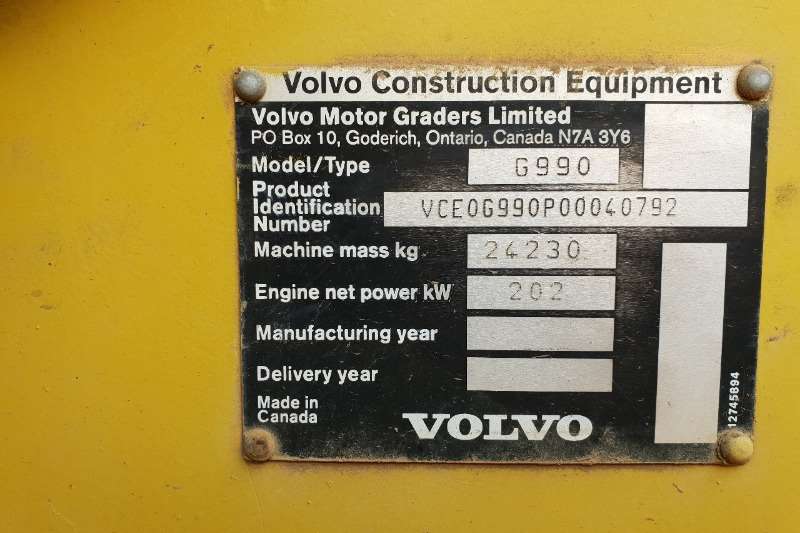 Volvo Construction Equipment
Volvo Motor Graders Limited
PO Box 10, Goderich, Ontario, Canada N7A 3Y6
Model/Type G990
Product
Identification VCE0G990P00040792
Number
Machine mass kg 24230
Engine net power kW 202
Manufacturing year
Delivery year
Made in
Canada
VOLVO
12745894